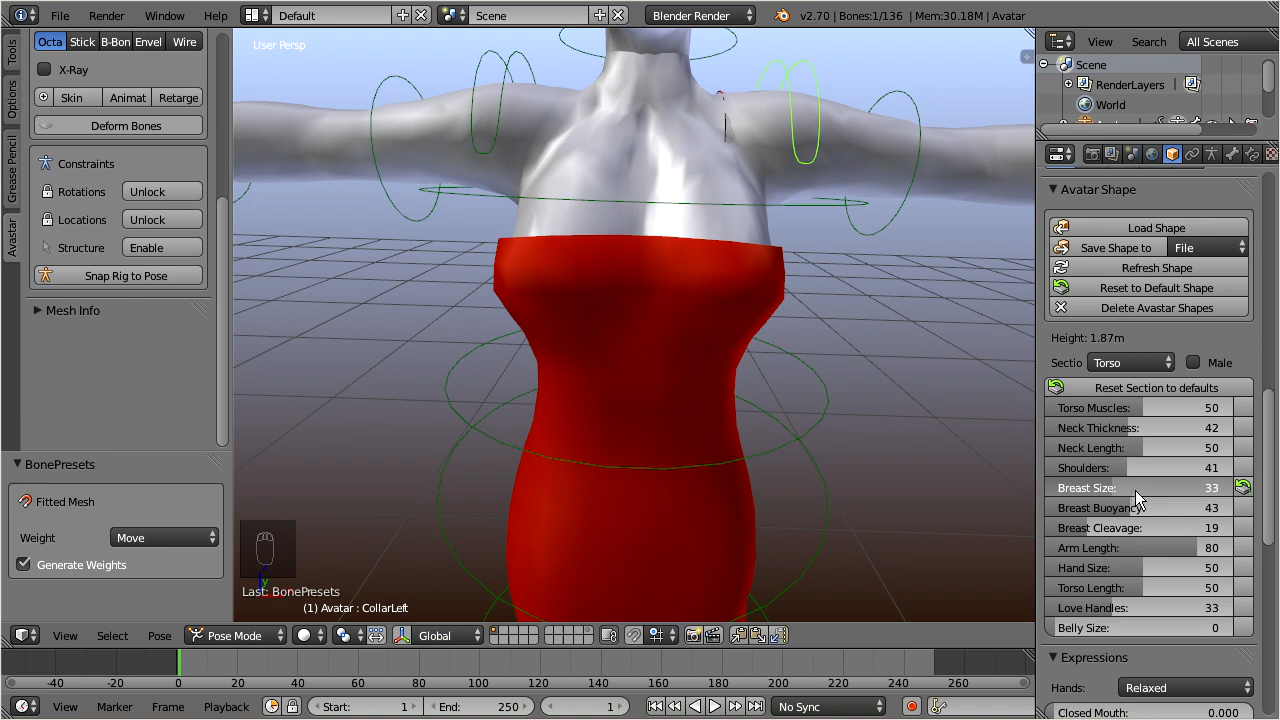 File Render Window Help Default Scene Blender Render v2.70 | Bones:1/136 | Mem:30.18M | Avatar
Tools
Options
Grease Pencil
Avastar
Octa Stick B-Bon Envel Wire
X-Ray
Skin Animat Retarge
Deform Bones
Constraints
Rotations Unlock
Locations Unlock
Structure Enable
Snap Rig to Pose
Mesh Info
BonePresets
Fitted Mesh
Weight Move
Generate Weights
User Persp
y
Last: BonePresets
(1) Avatar : CollarLeft
View Select Pose Pose Mode Global
-40 -20 0 20 40 60 80 100 120 140 160 180 200 220 240 260
View Marker Frame Playback Start: 1 End: 250 1 No Sync
View Search All Scenes
Scene
RenderLayers |
World
Avatar Shape
Load Shape
Save Shape to File
Refresh Shape
Reset to Default Shape
Delete Avastar Shapes
Height: 1.87m
Sectio Torso Male
Reset Section to defaults
Torso Muscles: 50
Neck Thickness: 42
Neck Length: 50
Shoulders: 41
Breast Size: 33
Breast Buoyancy 43
Breast Cleavage: 19
Arm Length: 80
Hand Size: 50
Torso Length: 50
Love Handles: 33
Belly Size: 0
Expressions
Hands: Relaxed
Closed Mouth: 0.000